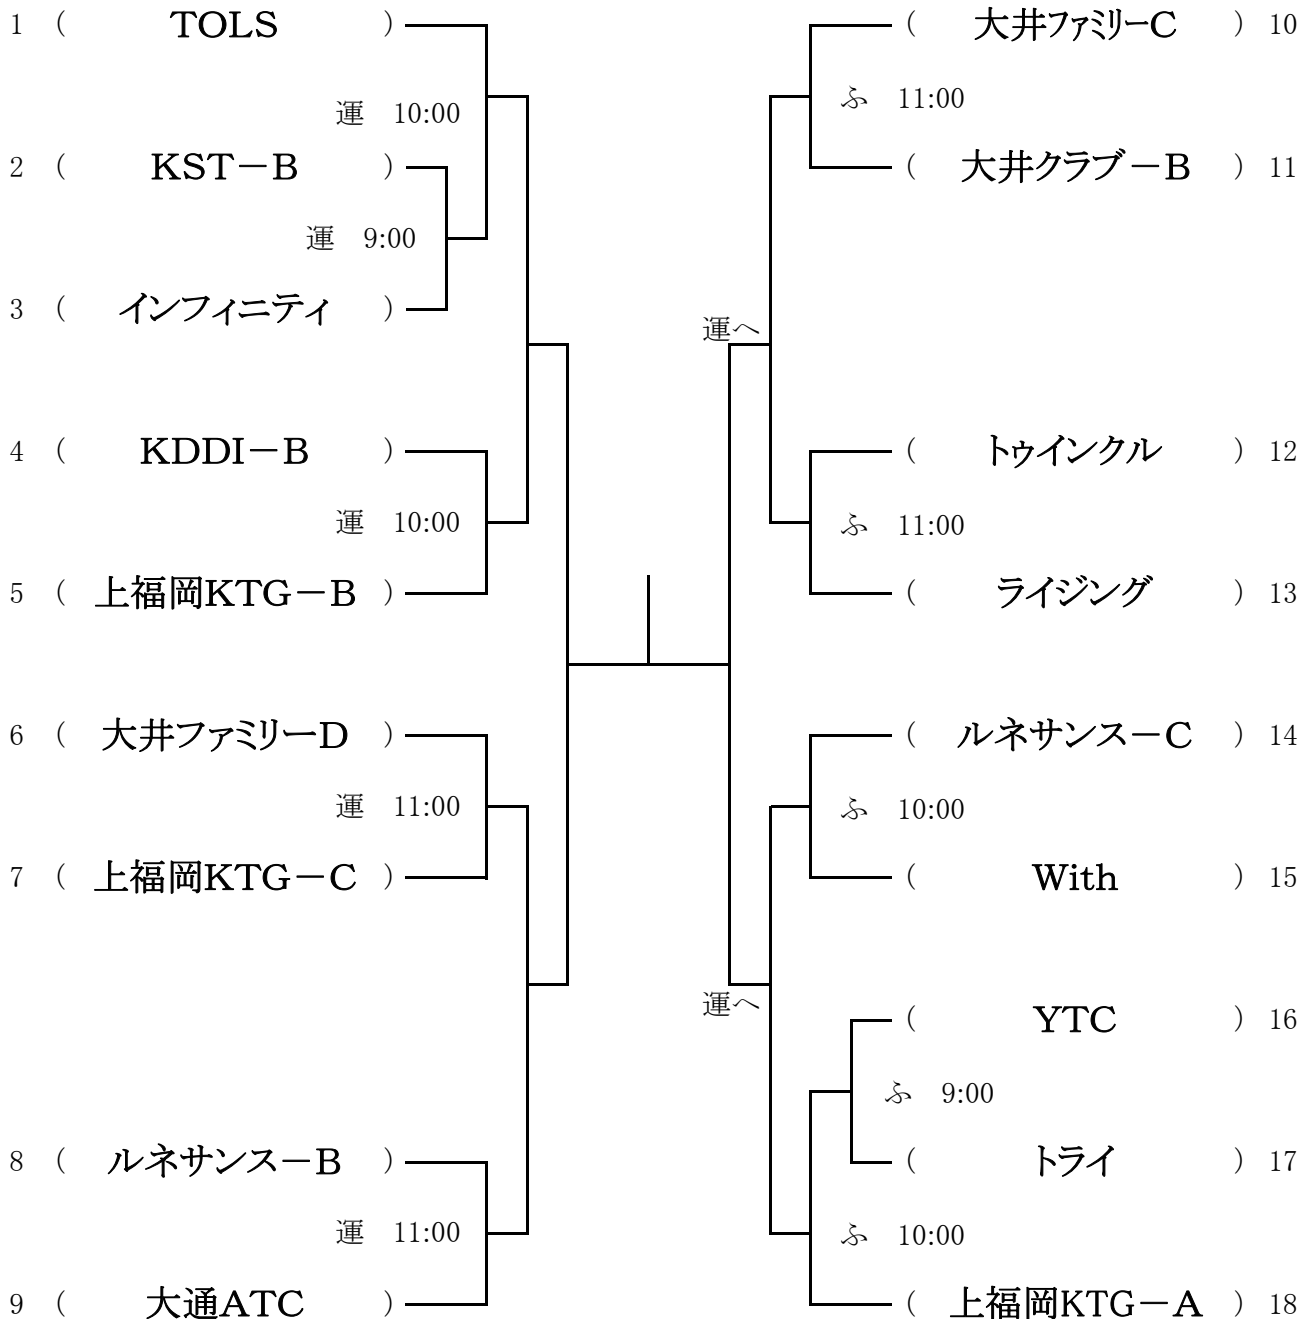 1 ( TOLS )
運 10:00
2 ( KST－B )
運 9:00
3 ( インフィニティ )
4 ( KDDI－B )
運 10:00
5 ( 上福岡KTG－B )
6 ( 大井ファミリーD )
運 11:00
7 ( 上福岡KTG－C )
8 ( ルネサンス－B )
運 11:00
9 ( 大通ATC )
( 大井ファミリーC ) 10
ふ 11:00
( 大井クラブ－B ) 11
運へ
( トゥインクル ) 12
ふ 11:00
( ライジング ) 13
( ルネサンス－C ) 14
ふ 10:00
( With ) 15
運へ
( YTC ) 16
ふ 9:00
( トライ ) 17
ふ 10:00
( 上福岡KTG－A ) 18